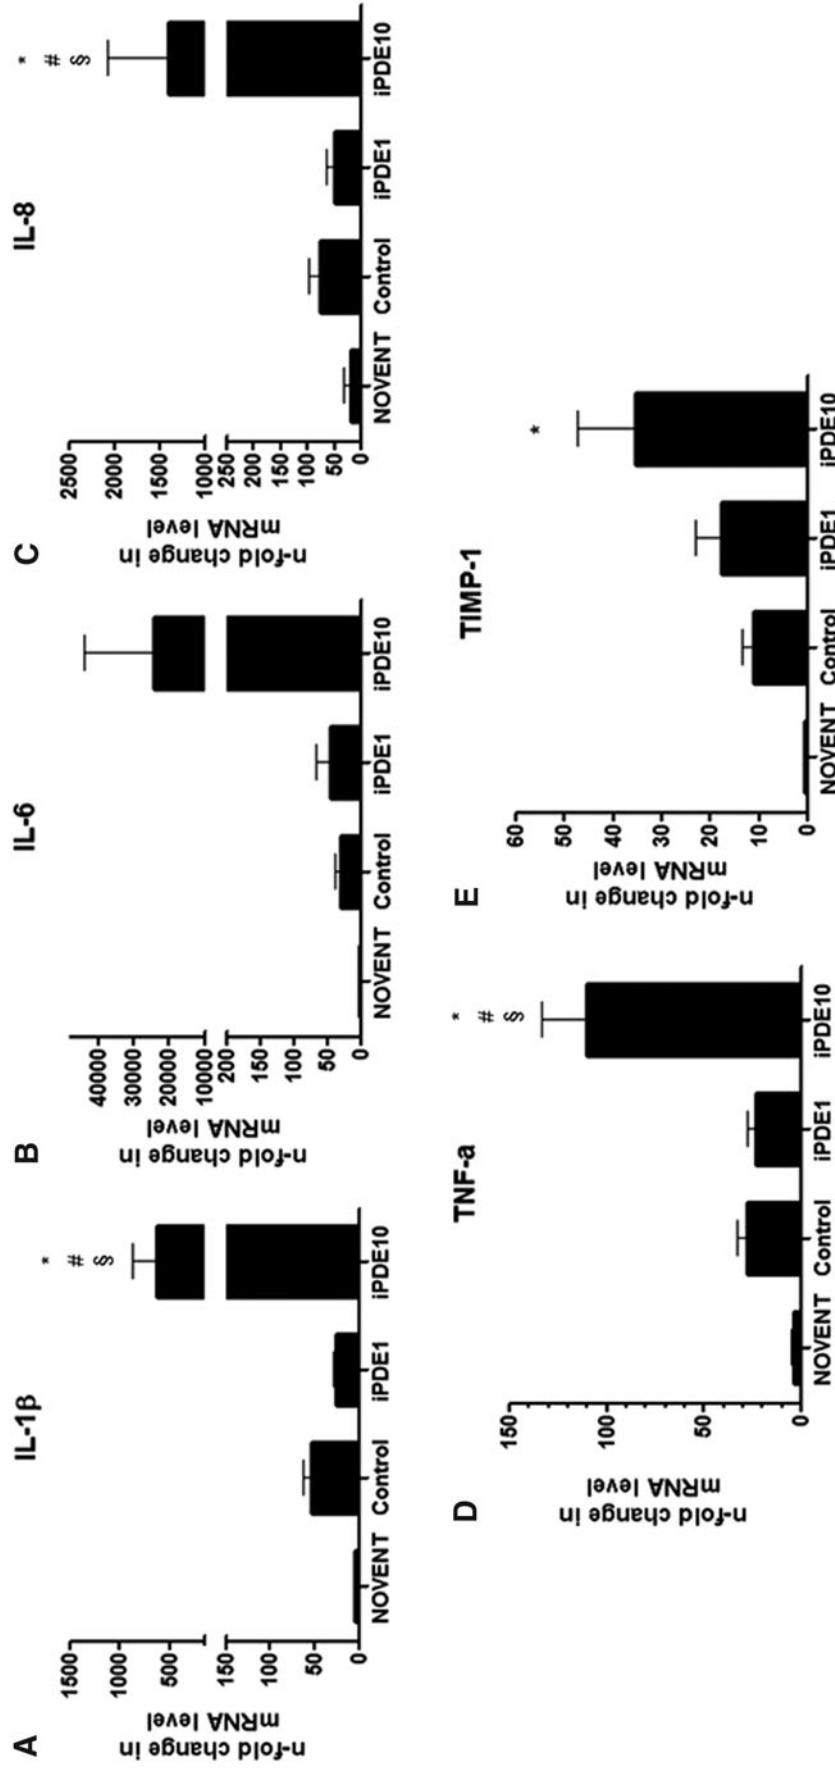 A
IL-1β
n-fold change in
mRNA level
1500
1000
500
150
100
50
0
* # §
NOVENT Control iPDE1 iPDE10
B
IL-6
n-fold change in
mRNA level
40000
30000
20000
10000
200
150
100
50
0
NOVENT Control iPDE1 iPDE10
C
IL-8
n-fold change in
mRNA level
2500
2000
1500
1000
250
200
150
100
50
0
* # §
NOVENT Control iPDE1 iPDE10
D
TNF-a
n-fold change in
mRNA level
150
100
50
0
* # §
NOVENT Control iPDE1 iPDE10
E
TIMP-1
n-fold change in
mRNA level
60
50
40
30
20
10
0
*
NOVENT Control iPDE1 iPDE10